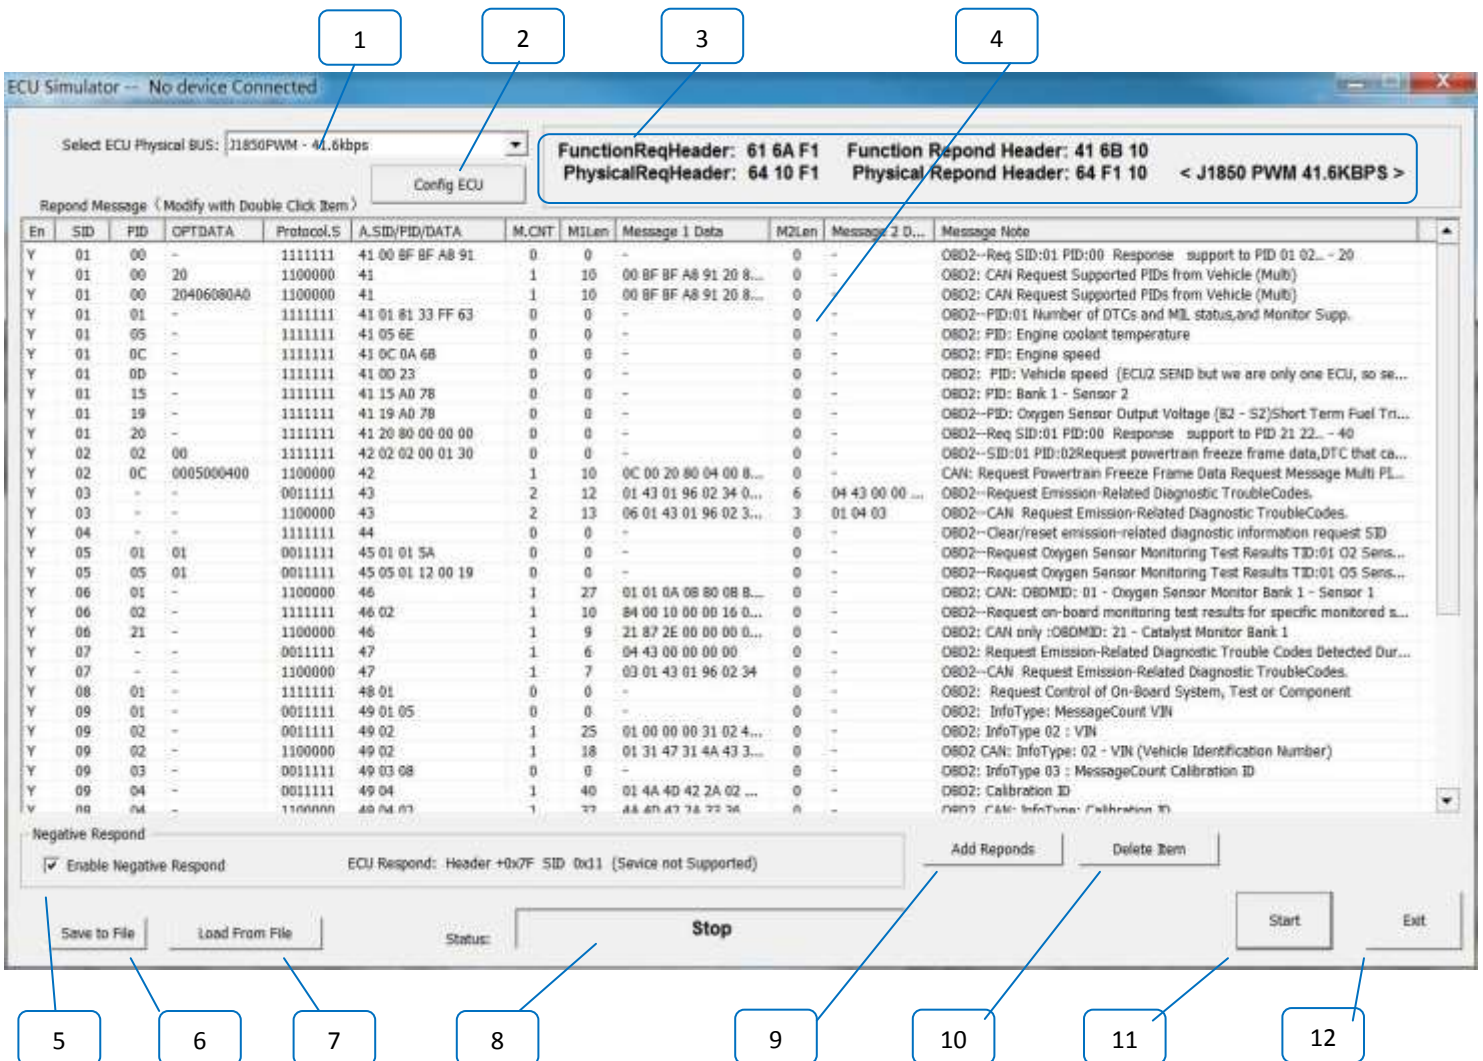 1 2 3 4
ECU Simulator -- No device Connected
Select ECU Physical BUS: J1850PWM - 41.6kbps
FunctionReqHeader: 61 6A F1 Function Repond Header: 41 6B 10
PhysicalReqHeader: 64 10 F1 Physical Repond Header: 64 F1 10 < J1850 PWM 41.6KBPS >
Config ECU
Repond Message (Modify with Double Click Item)
En SID PID OPTDATA Protocol.S A.SID/PID/DATA M.CNT M1Len Message 1 Data M2Len Message 2 D... Message Note
Y 01 00 - 1111111 41 00 BF BF A8 91 0 0 - 0 - OBD2--Req SID:01 PID:00 Response support to PID 01 02... - 20
Y 01 00 20 1100000 41 1 10 00 BF BF A8 91 20 8... 0 - OBD2: CAN Request Supported PIDs from Vehicle (Multi)
Y 01 00 20406080A0 1100000 41 1 10 00 BF BF A8 91 20 8... 0 - OBD2: CAN Request Supported PIDs from Vehicle (Multi)
Y 01 01 - 1111111 41 01 81 33 FF 63 0 0 - 0 - OBD2--PID:01 Number of DTCs and MIL status,and Monitor Supp.
Y 01 05 - 1111111 41 05 6E 0 0 - 0 - OBD2: PID: Engine coolant temperature
Y 01 0C - 1111111 41 0C 0A 6B 0 0 - 0 - OBD2: PID: Engine speed
Y 01 0D - 1111111 41 0D 23 0 0 - 0 - OBD2: PID: Vehicle speed (ECU2 SEND but we are only one ECU, so se...
Y 01 15 - 1111111 41 15 A0 78 0 0 - 0 - OBD2: PID: Bank 1 - Sensor 2
Y 01 19 - 1111111 41 19 A0 78 0 0 - 0 - OBD2--PID: Oxygen Sensor Output Voltage (B2 - S2)Short Term Fuel Tri...
Y 01 20 - 1111111 41 20 80 00 00 00 0 0 - 0 - OBD2--Req SID:01 PID:00 Response support to PID 21 22... - 40
Y 02 02 00 1111111 42 02 02 00 01 30 0 0 - 0 - OBD2--SID:01 PID:02Request powertrain freeze frame data,DTC that ca...
Y 02 0C 0005000400 1100000 42 1 10 0C 00 20 80 04 00 8... 0 - CAN: Request Powertrain Freeze Frame Data Request Message Multi PI...
Y 03 - - 0011111 43 2 12 01 43 01 96 02 34 0... 6 04 43 00 00 ... OBD2--Request Emission-Related Diagnostic TroubleCodes.
Y 03 - - 1100000 43 2 13 06 01 43 01 96 02 3... 3 01 04 03 OBD2--CAN Request Emission-Related Diagnostic TroubleCodes.
Y 04 - - 1111111 44 0 0 - 0 - OBD2--Clear/reset emission-related diagnostic information request SID
Y 05 01 01 0011111 45 01 01 5A 0 0 - 0 - OBD2--Request Oxygen Sensor Monitoring Test Results TID:01 O2 Sens...
Y 05 05 01 0011111 45 05 01 12 00 19 0 0 - 0 - OBD2--Request Oxygen Sensor Monitoring Test Results TID:01 O5 Sens...
Y 06 01 - 1100000 46 1 27 01 01 0A 0B 80 0B B... 0 - OBD2: CAN: OBDMID: 01 - Oxygen Sensor Monitor Bank 1 - Sensor 1
Y 06 02 - 1111111 46 02 1 10 84 00 10 00 00 16 0... 0 - OBD2--Request on-board monitoring test results for specific monitored s...
Y 06 21 - 1100000 46 1 9 21 87 2E 00 00 00 0... 0 - OBD2: CAN only :OBDMID: 21 - Catalyst Monitor Bank 1
Y 07 - - 0011111 47 1 6 04 43 00 00 00 00 0 - OBD2: Request Emission-Related Diagnostic Trouble Codes Detected Dur...
Y 07 - - 1100000 47 1 7 03 01 43 01 96 02 34 0 - OBD2--CAN Request Emission-Related Diagnostic TroubleCodes.
Y 08 01 - 1111111 48 01 0 0 - 0 - OBD2: Request Control of On-Board System, Test or Component
Y 09 01 - 0011111 49 01 05 0 0 - 0 - OBD2: InfoType: MessageCount VIN
Y 09 02 - 0011111 49 02 1 25 01 00 00 00 31 02 4... 0 - OBD2: InfoType 02 : VIN
Y 09 02 - 1100000 49 02 1 18 01 31 47 31 4A 43 3... 0 - OBD2 CAN: InfoType: 02 - VIN (Vehicle Identification Number)
Y 09 03 - 0011111 49 03 08 0 0 - 0 - OBD2: InfoType 03 : MessageCount Calibration ID
Y 09 04 - 0011111 49 04 1 40 01 4A 4D 42 2A 02 ... 0 - OBD2: Calibration ID
Y 09 04 - 1100000 49 04 02 1 32 4A 4D 42 2A 33 36 0 - OBD2 CAN: InfoType: Calibration ID
Negative Respond
Enable Negative Respond ECU Respond: Header +0x7F SID 0x11 (Sevice not Supported)
Add Reponds Delete Item
Save to File Load From File Status: Stop Start Exit
5 6 7 8 9 10 11 12